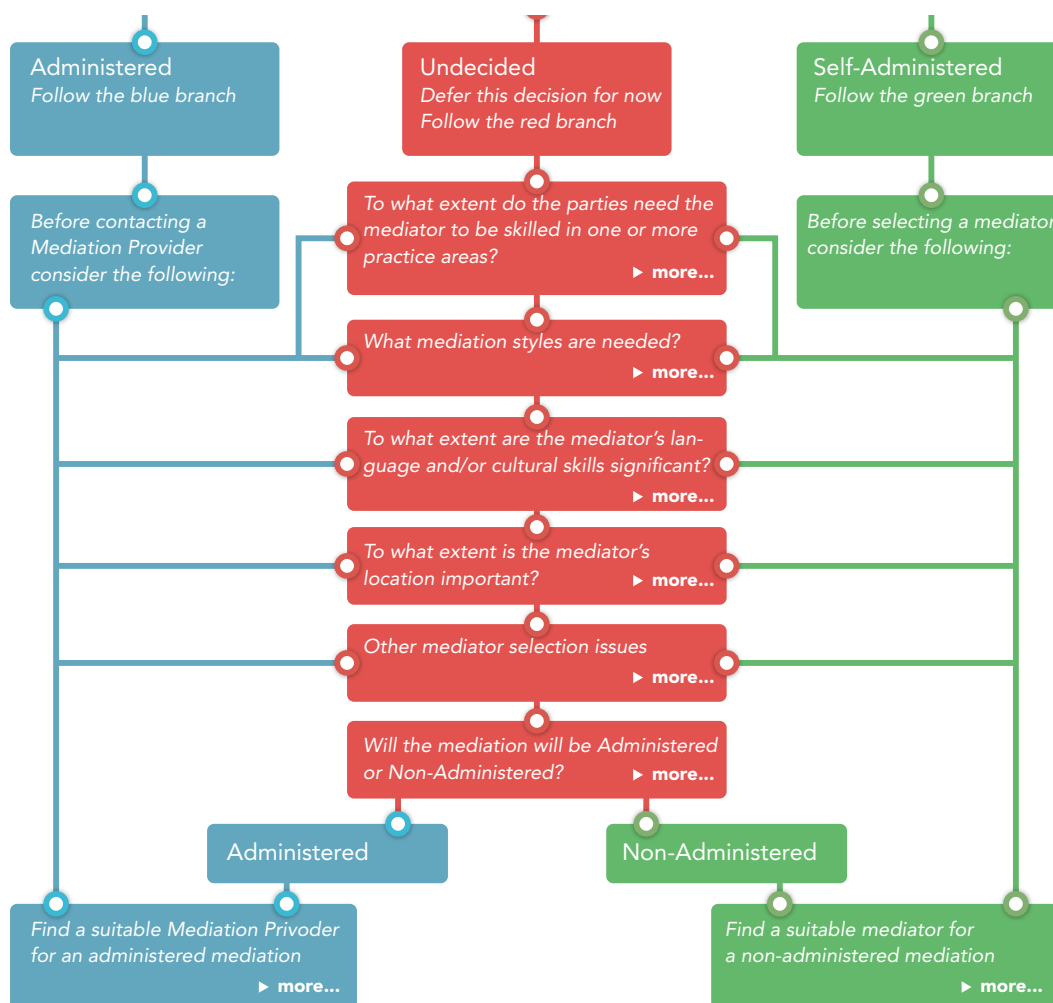 Administered
Follow the blue branch
Undecided
Defer this decision for now
Follow the red branch
Self-Administered
Follow the green branch
Before contacting a
Mediation Provider
consider the following:
To what extent do the parties need the
mediator to be skilled in one or more
practice areas?
▶ more...
Before selecting a mediator
consider the following:
What mediation styles are needed?
▶ more...
To what extent are the mediator’s lan-
guage and/or cultural skills significant?
▶ more...
To what extent is the mediator’s
location important?
▶ more...
Other mediator selection issues
▶ more...
Will the mediation will be Administered
or Non-Administered?
▶ more...
Administered
Non-Administered
Find a suitable Mediation Privoder
for an administered mediation
▶ more...
Find a suitable mediator for
a non-administered mediation
▶ more...